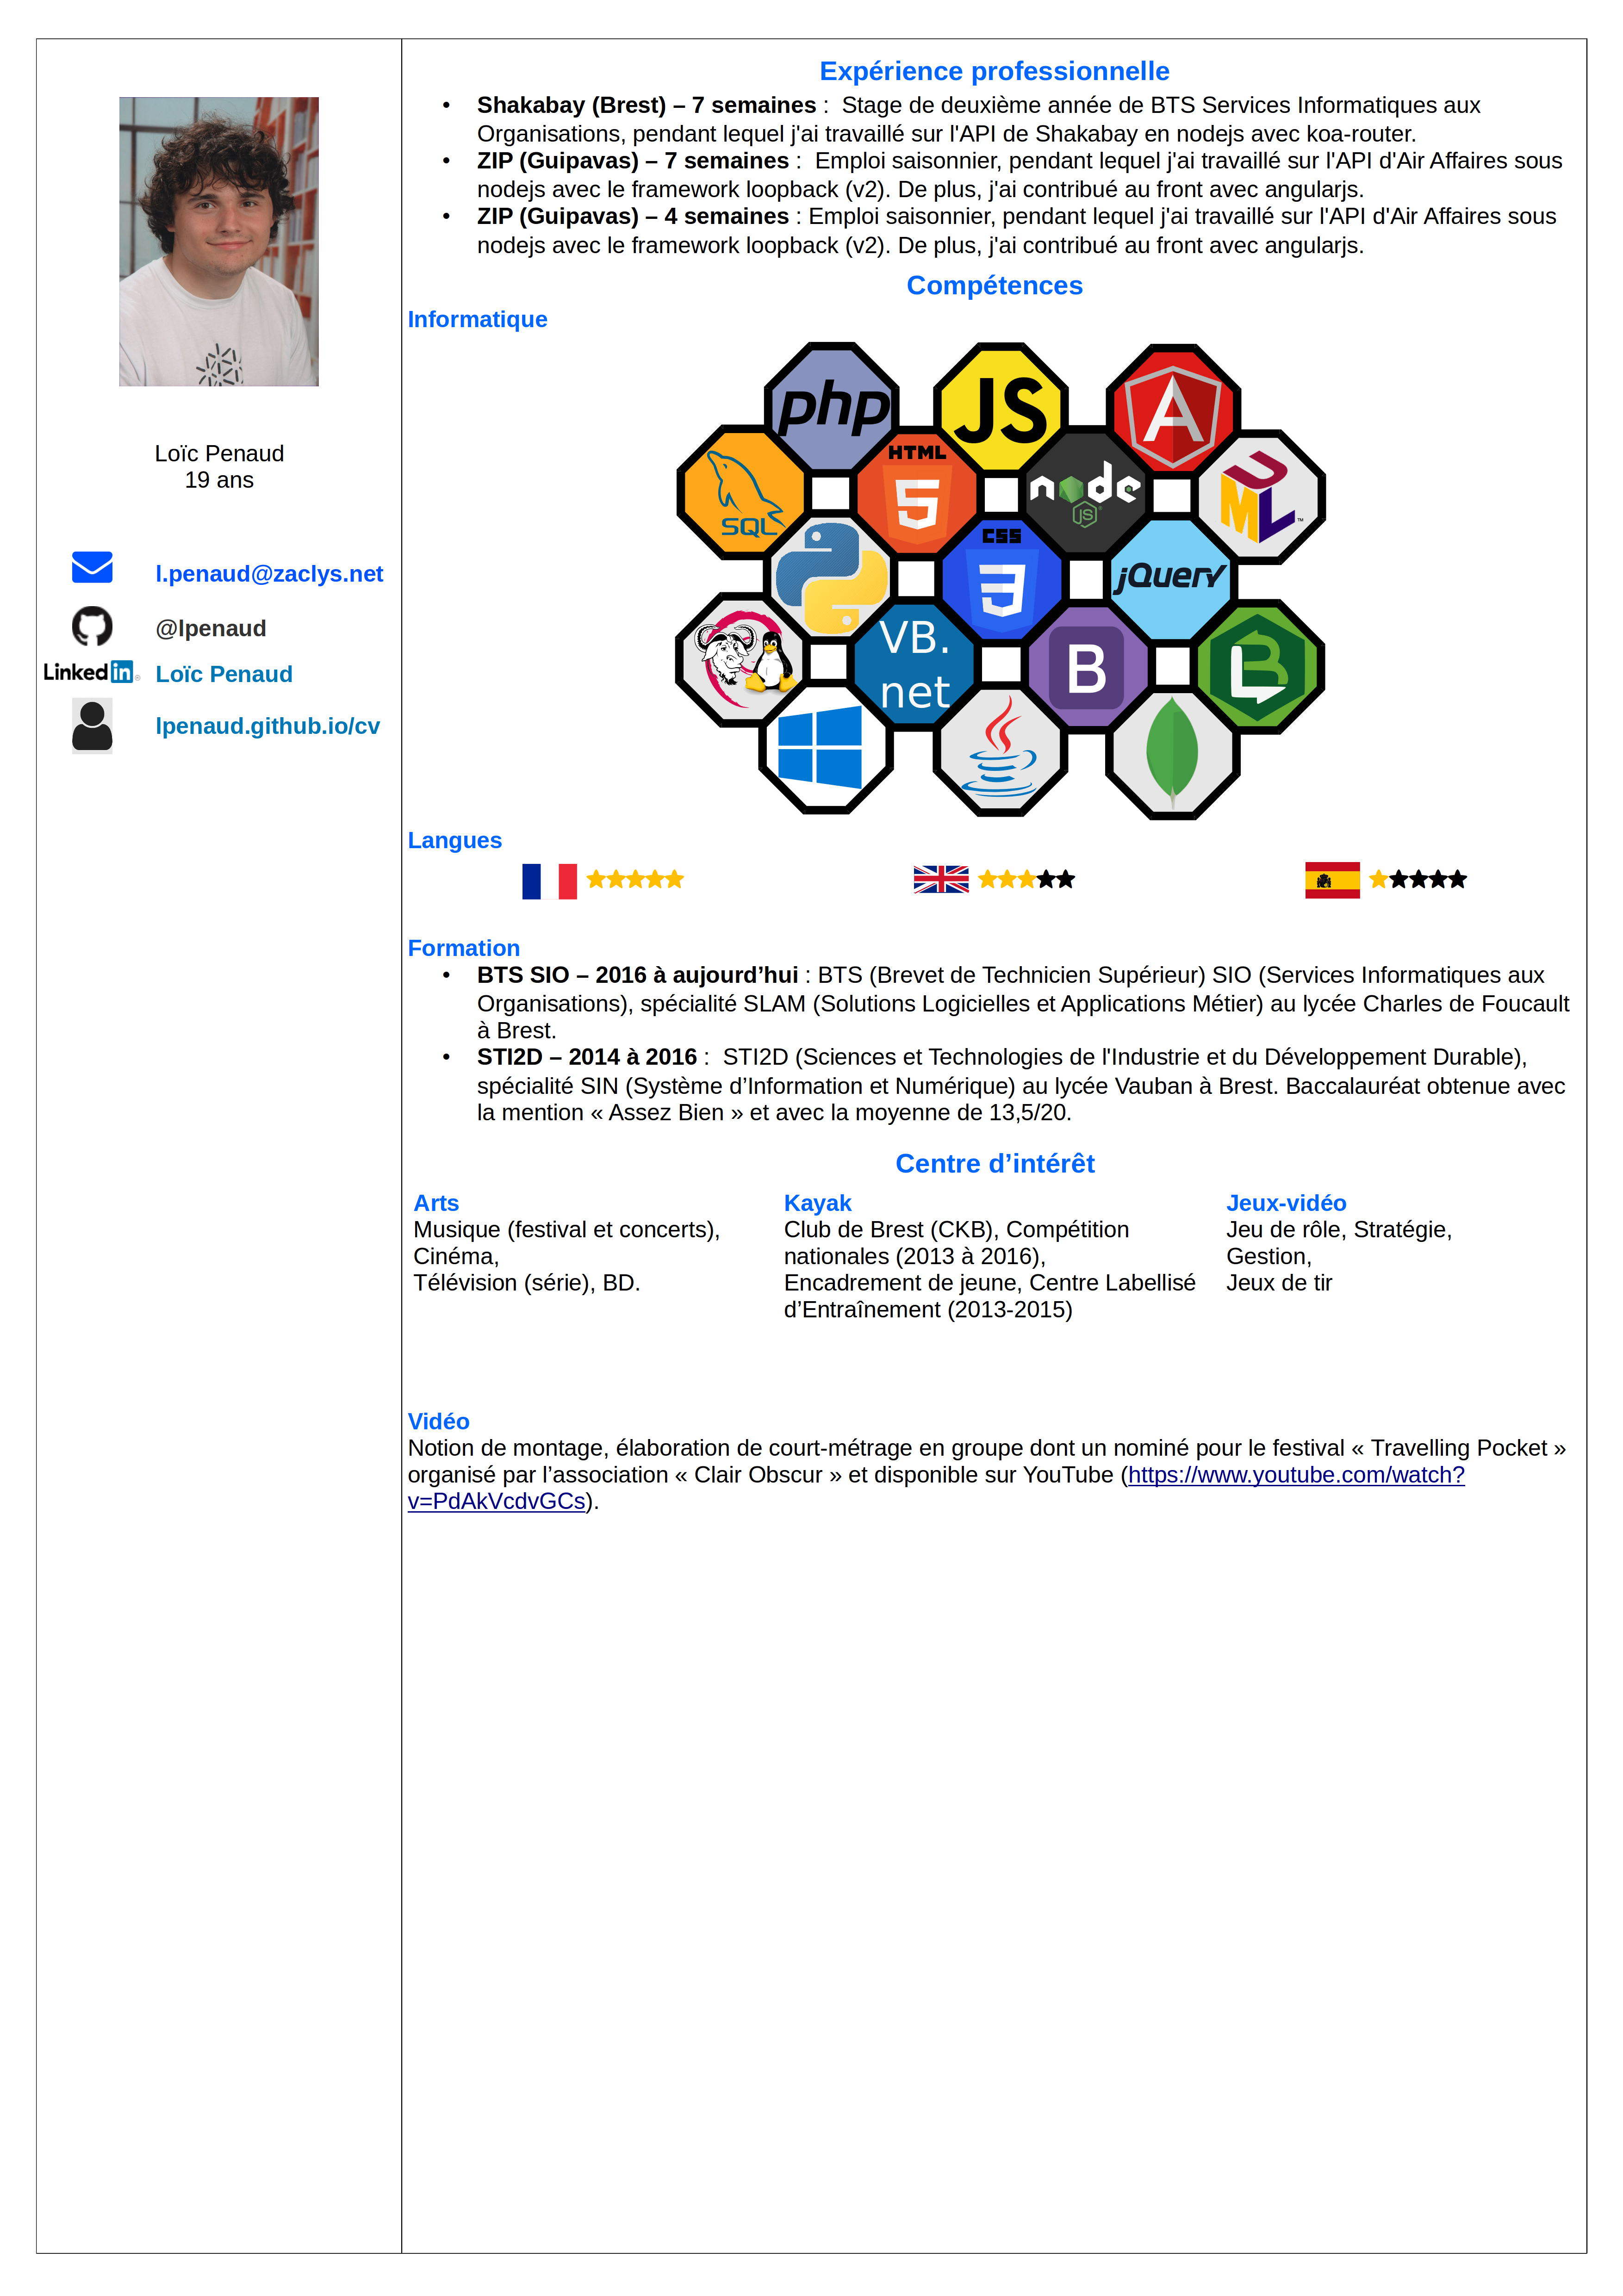 Loïc Penaud
19 ans
l.penaud@zaclys.net
@lpenaud
Linked in® Loïc Penaud
lpenaud.github.io/cv
Expérience professionnelle
• Shakabay (Brest) – 7 semaines : Stage de deuxième année de BTS Services Informatiques aux
Organisations, pendant lequel j'ai travaillé sur l'API de Shakabay en nodejs avec koa-router.
• ZIP (Guipavas) – 7 semaines : Emploi saisonnier, pendant lequel j'ai travaillé sur l'API d'Air Affaires sous
nodejs avec le framework loopback (v2). De plus, j'ai contribué au front avec angularjs.
• ZIP (Guipavas) – 4 semaines : Emploi saisonnier, pendant lequel j'ai travaillé sur l'API d'Air Affaires sous
nodejs avec le framework loopback (v2). De plus, j'ai contribué au front avec angularjs.
Compétences
Informatique
php JS A
SQL HTML 5 node JS UML™
CSS 3 jQuery
VB.
net B LB
Langues
Formation
• BTS SIO – 2016 à aujourd’hui : BTS (Brevet de Technicien Supérieur) SIO (Services Informatiques aux
Organisations), spécialité SLAM (Solutions Logicielles et Applications Métier) au lycée Charles de Foucault
à Brest.
• STI2D – 2014 à 2016 : STI2D (Sciences et Technologies de l'Industrie et du Développement Durable),
spécialité SIN (Système d’Information et Numérique) au lycée Vauban à Brest. Baccalauréat obtenue avec
la mention « Assez Bien » et avec la moyenne de 13,5/20.
Centre d’intérêt
Arts
Musique (festival et concerts),
Cinéma,
Télévision (série), BD.
Kayak
Club de Brest (CKB), Compétition
nationales (2013 à 2016),
Encadrement de jeune, Centre Labellisé
d’Entraînement (2013-2015)
Jeux-vidéo
Jeu de rôle, Stratégie,
Gestion,
Jeux de tir
Vidéo
Notion de montage, élaboration de court-métrage en groupe dont un nominé pour le festival « Travelling Pocket »
organisé par l’association « Clair Obscur » et disponible sur YouTube (https://www.youtube.com/watch?
v=PdAkVcdvGCs).